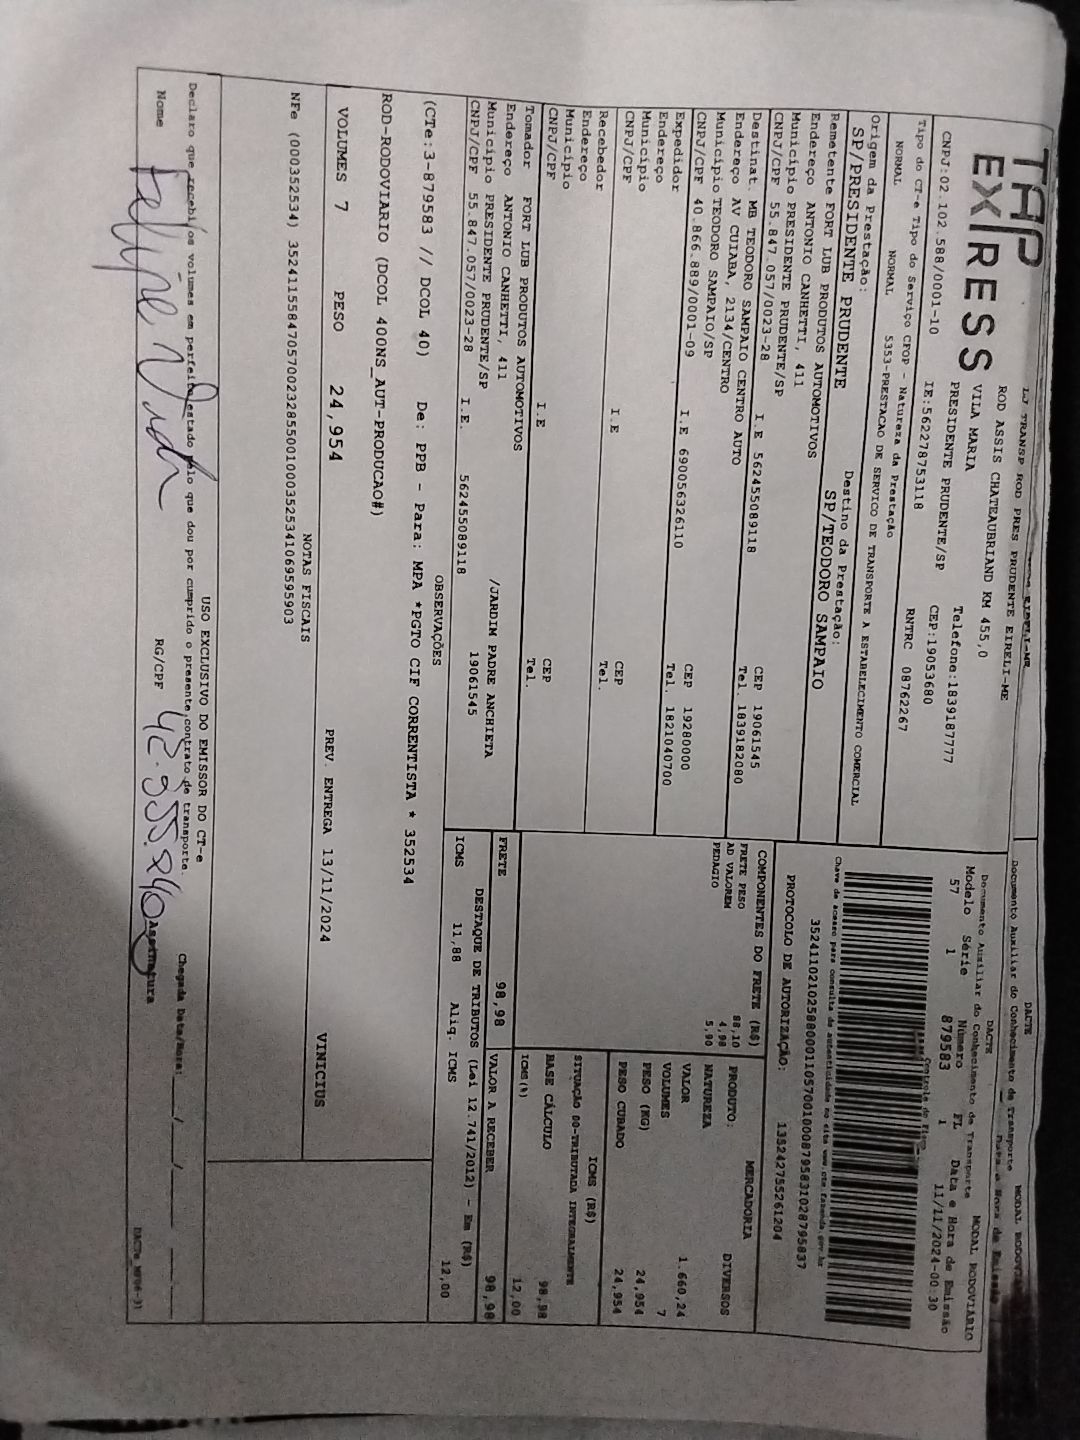 TAP EXPRESS
LJ TRANSP ROD PRES PRUDENTE EIRELI-ME
ROD ASSIS CHATEAUBRIAND KM 455,0
VILA MARIA
PRESIDENTE PRUDENTE/SP Telefone:1839187777
CNPJ:02.102.588/0001-10 IE:562278753118 CEP:19053680
RNTRC 08762267
DACTE
Documento Auxiliar do Conhecimento de Transporte MODAL RODOVIÁRIO
DACTE
Documento Auxiliar do Conhecimento de Transporte MODAL RODOVIÁRIO
Modelo Série Número FL Data e Hora de Emissão
57 1 879583 1 11/11/2024-00:30
Controle do Fisco
Chave de acesso para consulta de autenticidade no site www.cte.fazenda.gov.br
35241102102588000110570010008795831028795837
PROTOCOLO DE AUTORIZAÇÃO: 135242755261204
Tipo do CT-e Tipo do Serviço CFOP - Natureza da Prestação
NORMAL NORMAL 5353-PRESTACAO DE SERVICO DE TRANSPORTE A ESTABELECIMENTO COMERCIAL
Origem da Prestação: Destino da Prestação:
SP/PRESIDENTE PRUDENTE SP/TEODORO SAMPAIO
Remetente FORT LUB PRODUTOS AUTOMOTIVOS
Endereço ANTONIO CANHETTI, 411
Município PRESIDENTE PRUDENTE/SP CEP 19061545
CNPJ/CPF 55.847.057/0023-28 I.E 562455089118 Tel. 1839182080
Destinat. MB TEODORO SAMPAIO CENTRO AUTO
Endereço AV CUIABA, 2134/CENTRO
Município TEODORO SAMPAIO/SP CEP 19280000
CNPJ/CPF 40.866.889/0001-09 I.E 690056326110 Tel. 1821040700
Expedidor
Endereço
Município CEP
CNPJ/CPF I.E Tel.
Recebedor
Endereço
Município CEP
CNPJ/CPF I.E Tel.
Tomador FORT LUB PRODUTOS AUTOMOTIVOS
Endereço ANTONIO CANHETTI, 411 /JARDIM PADRE ANCHIETA
Município PRESIDENTE PRUDENTE/SP 19061545
CNPJ/CPF 55.847.057/0023-28 I.E. 562455089118
COMPONENTES DO FRETE (R$)
FRETE PESO 88,10
AD VALOREM 4,98
PEDAGIO 5,90
MERCADORIA
PRODUTO: DIVERSOS
NATUREZA
VALOR 1.660,24
VOLUMES 7
PESO (KG) 24,954
PESO CUBADO 24,954
ICMS (R$)
SITUAÇÃO 00-TRIBUTADA INTEGRALMENTE
BASE CÁLCULO 98,98
ICMS(%) 12,00
FRETE 98,98 VALOR A RECEBER 98,98
DESTAQUE DE TRIBUTOS (Lei 12.741/2012) - Em (R$)
ICMS 11,88 Aliq. ICMS 12,00
OBSERVAÇÕES
(CTe:3-879583 // DCOL 40) De: PPB - Para: MPA *PGTO CIF CORRENTISTA * 352534
ROD-RODOVIARIO (DCOL 400NS_AUT-PRODUCAO#)
VOLUMES 7 PESO 24,954 PREV. ENTREGA 13/11/2024 VINICIUS
NOTAS FISCAIS
NFe (000352534) 35241155847057002328550010003525341069595903
USO EXCLUSIVO DO EMISSOR DO CT-e
Declaro que recebi os volumes em perfeito estado pelo que dou por cumprido o presente contrato de transporte. Chegada Data/Hora: / /
Nome Felipe RG/CPF Assinatura